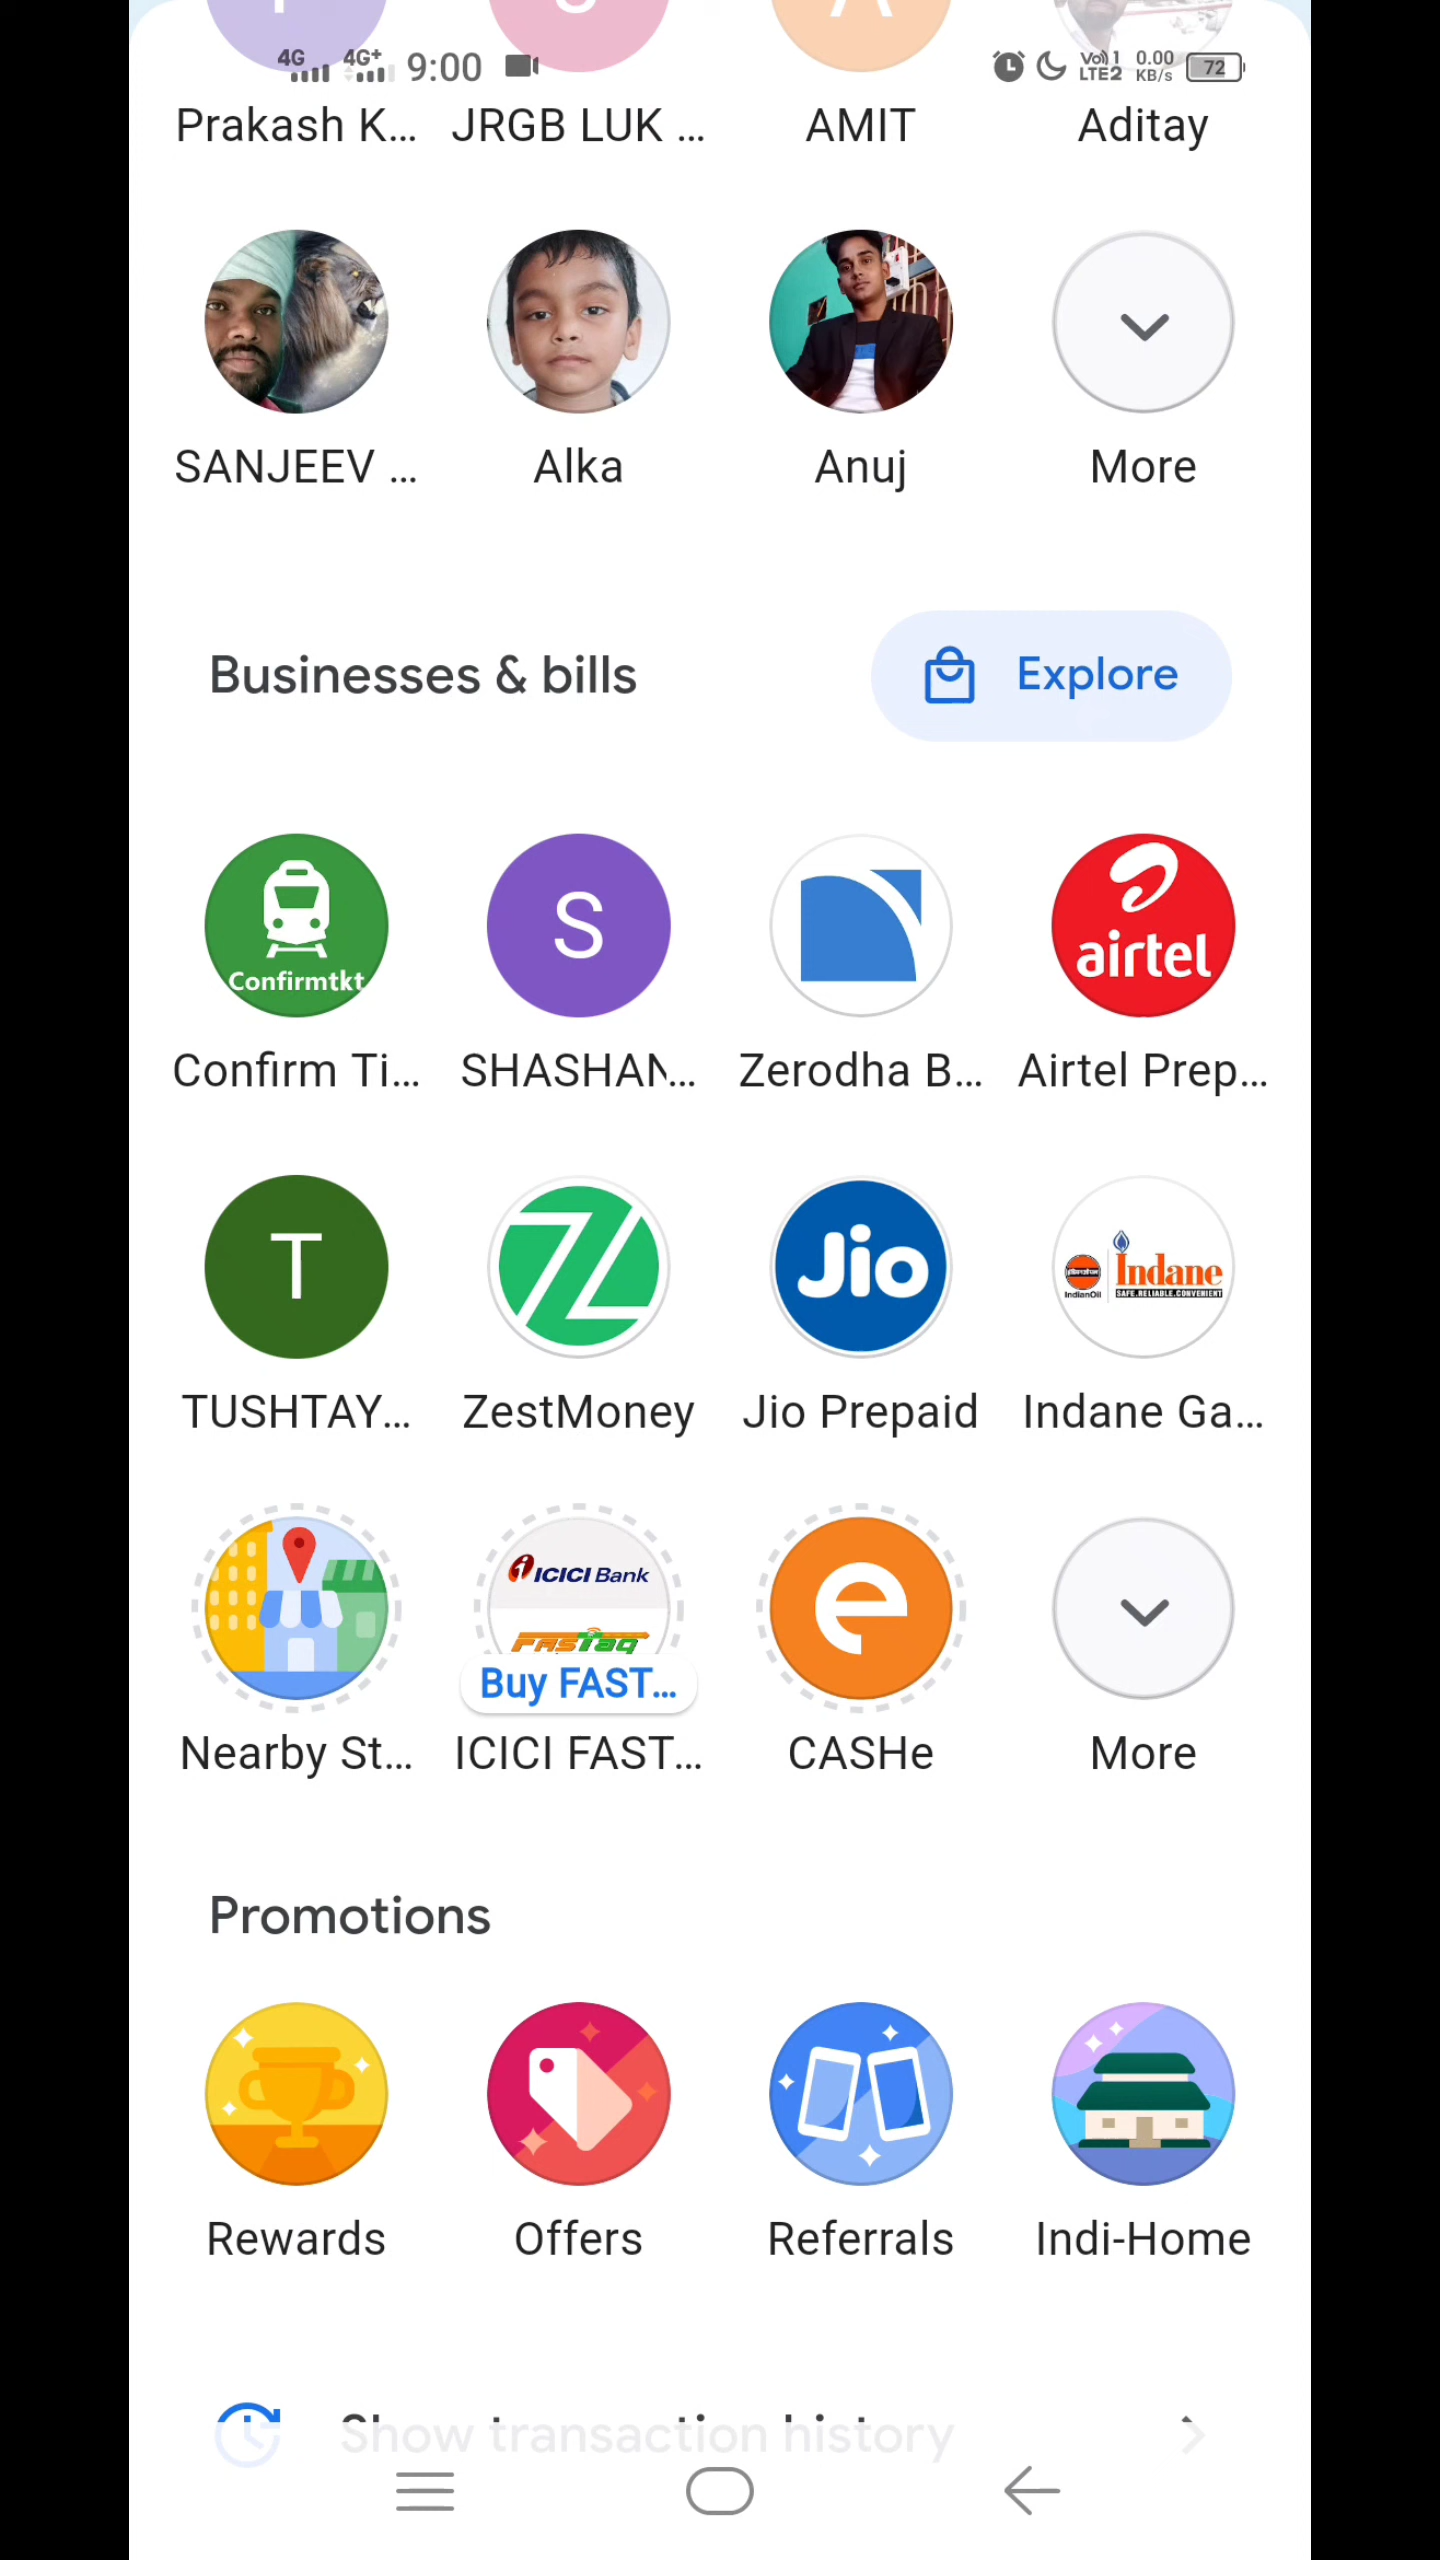 4G 4G+ 9:00 Vo)) 1 LTE2 0.00 KB/s 72
Prakash K... JRGB LUK ... AMIT Aditay
SANJEEV ... Alka Anuj More
Businesses & bills Explore
Confirmtkt S airtel
Confirm Ti... SHASHAN... Zerodha B... Airtel Prep...
T Jio IndianOil Indane
SAFE.RELIABLE.CONVENIENT
TUSHTAY... ZestMoney Jio Prepaid Indane Ga...
ICICI Bank
FASTag
Buy FAST...
Nearby St... ICICI FAST... CASHe More
Promotions
Rewards Offers Referrals Indi-Home
Show transaction history